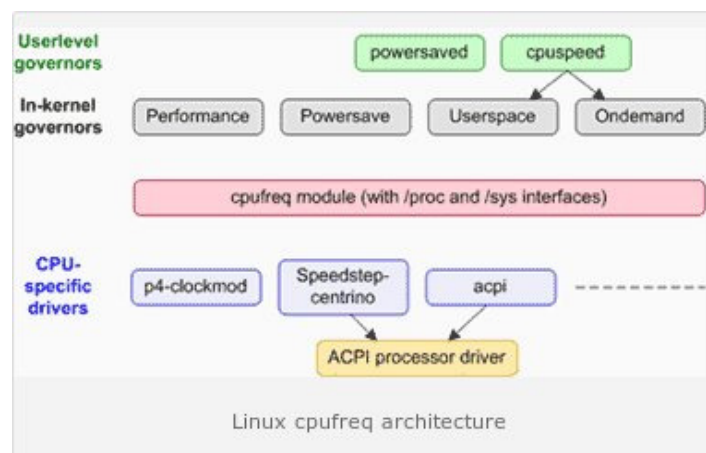 Userlevel
governors
powersaved
cpuspeed
In-kernel
governors
Performance
Powersave
Userspace
Ondemand
cpufreq module (with /proc and /sys interfaces)
CPU-
specific
drivers
p4-clockmod
Speedstep-
centrino
acpi
ACPI processor driver
Linux cpufreq architecture